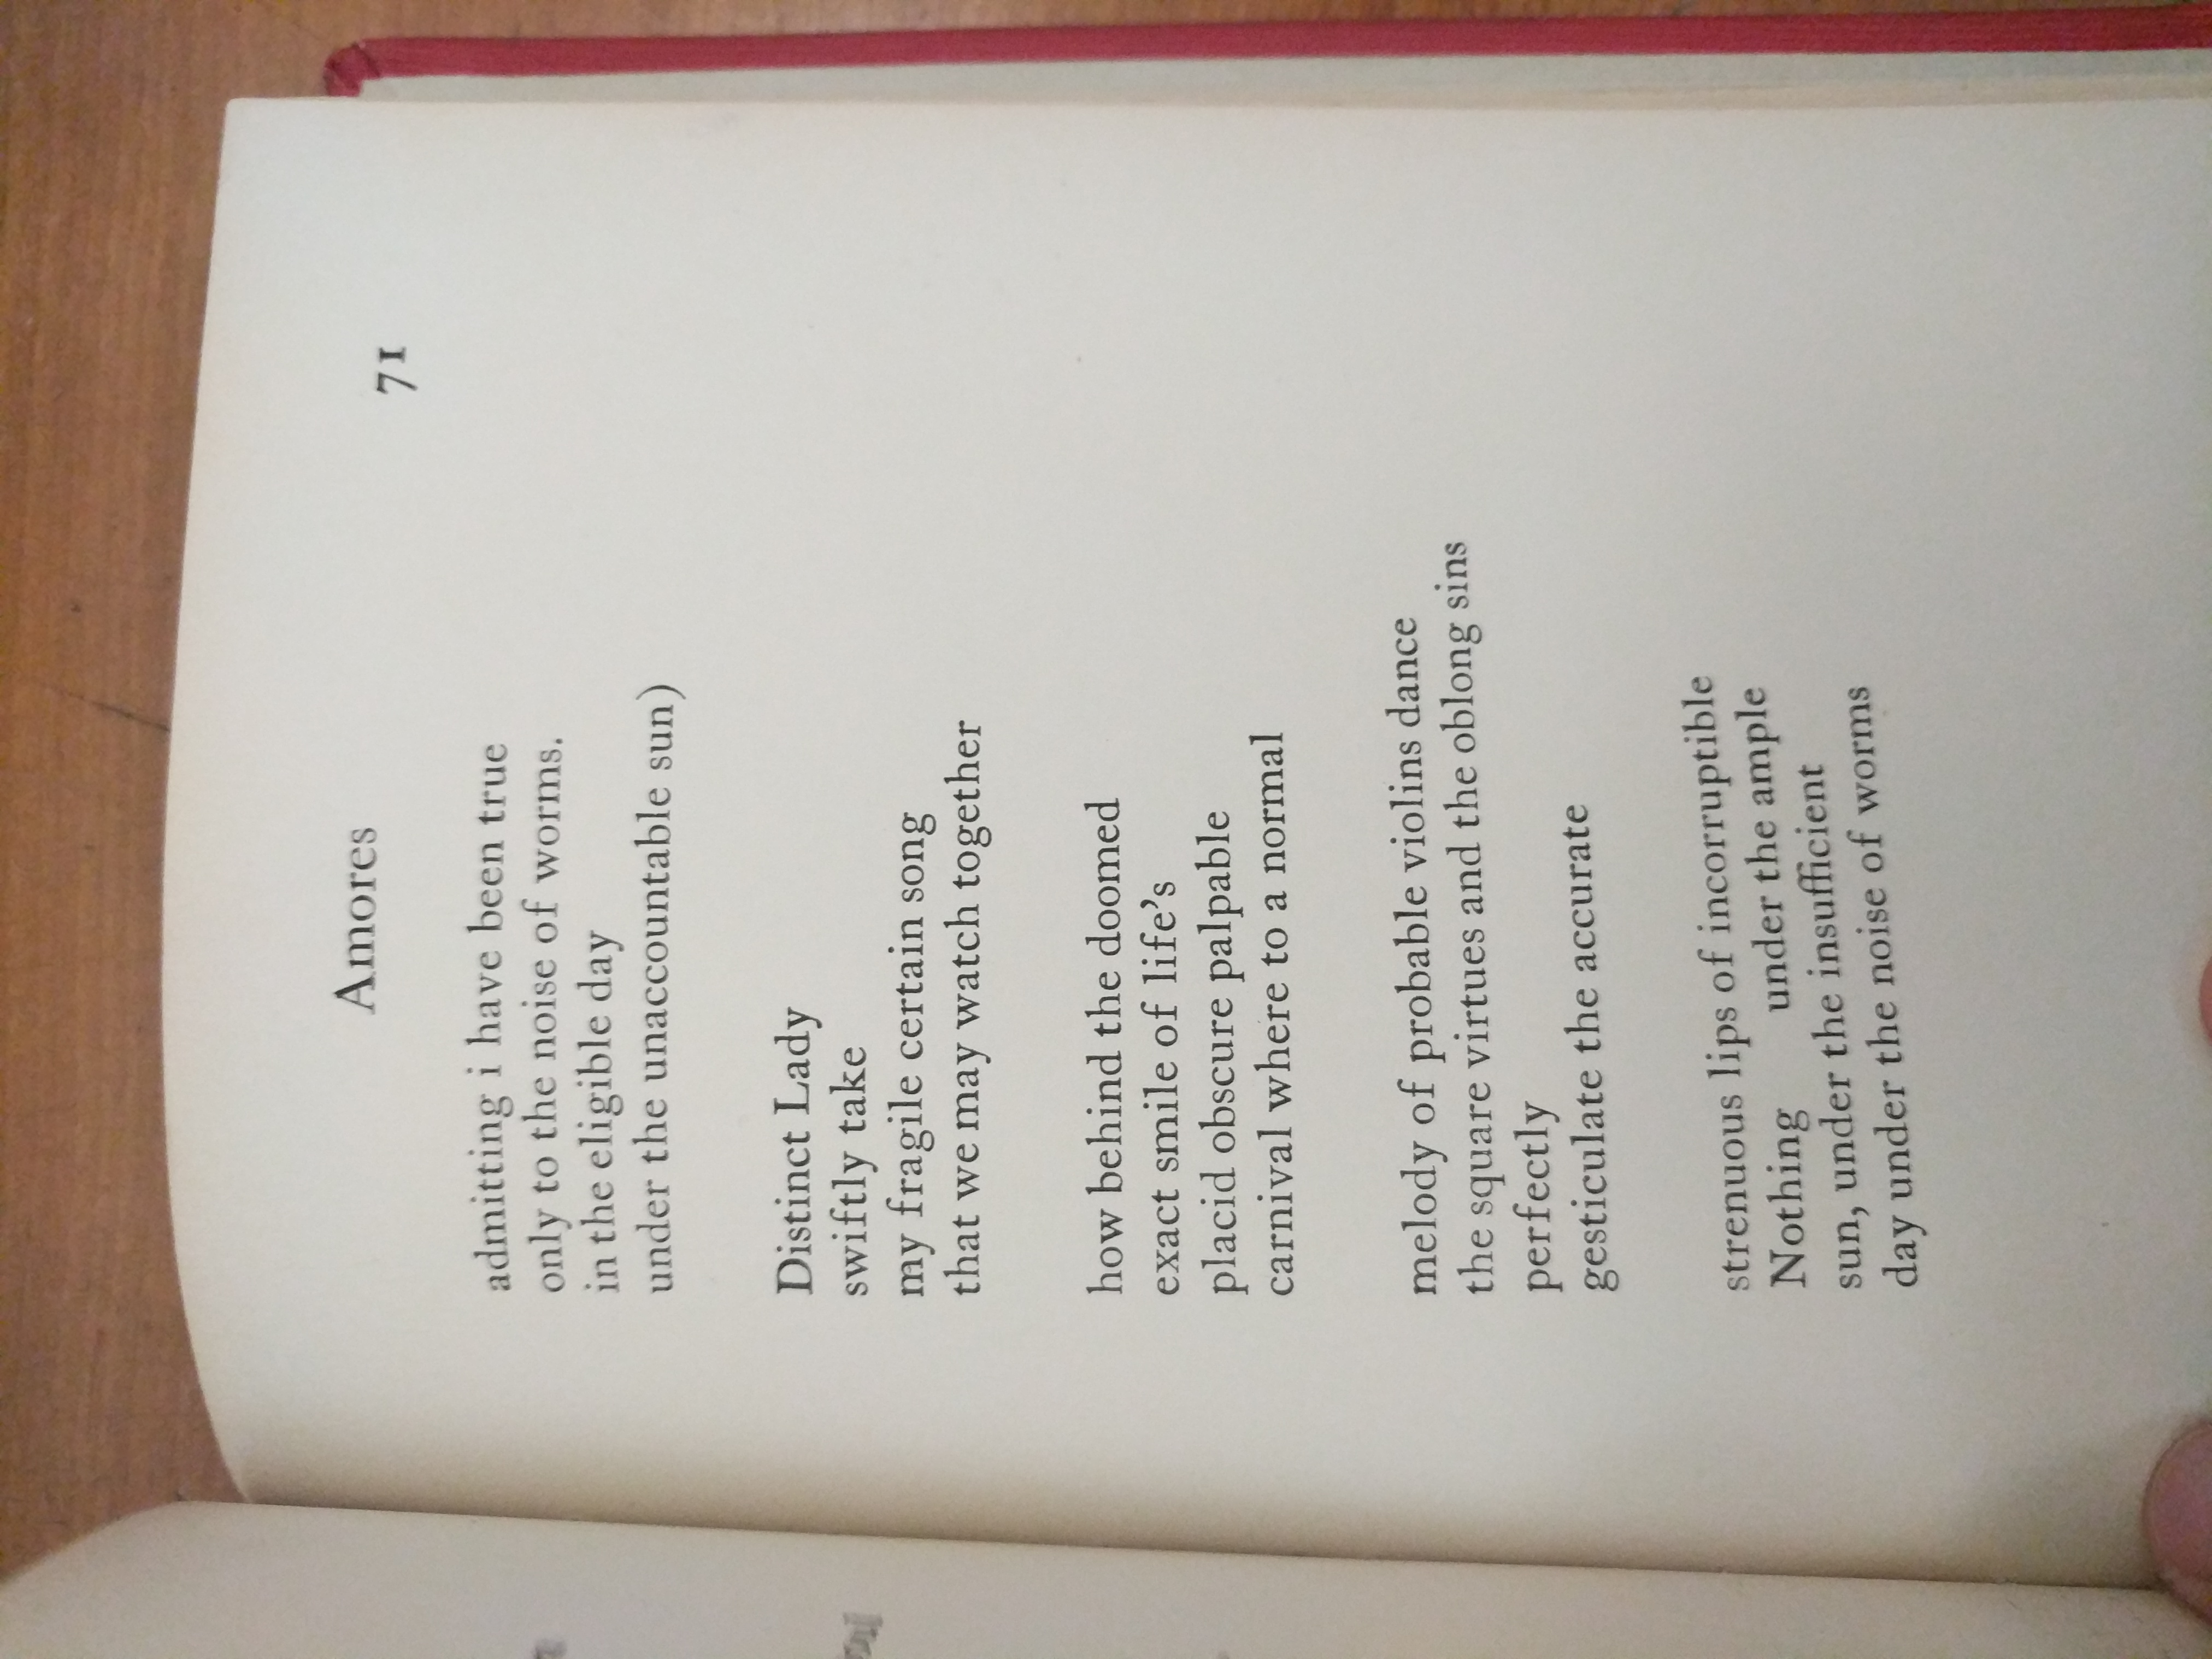 Amores
71
admitting i have been true
only to the noise of worms.
in the eligible day
under the unaccountable sun)
Distinct Lady
swiftly take
my fragile certain song
that we may watch together
how behind the doomed
exact smile of life's
placid obscure palpable
carnival where to a normal
melody of probable violins dance
the square virtues and the oblong sins
perfectly
gesticulate the accurate
strenuous lips of incorruptible
Nothing under the ample
sun, under the insufficient
day under the noise of worms